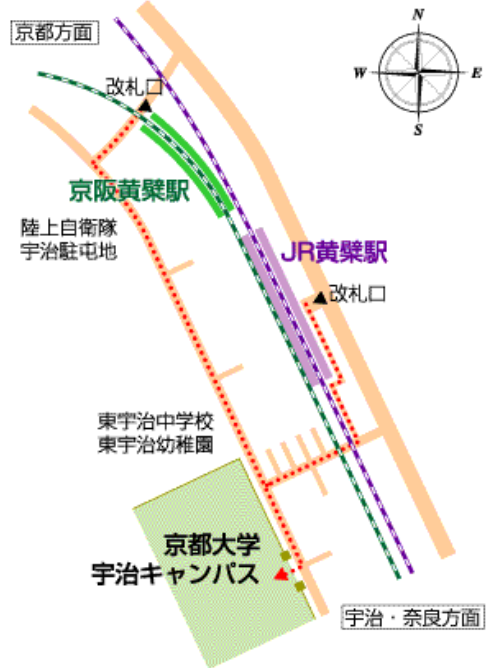 京都方面
N
W
E
S
改札口
京阪黄檗駅
陸上自衛隊
宇治駐屯地
JR黄檗駅
改札口
東宇治中学校
東宇治幼稚園
京都大学
宇治キャンパス
宇治・奈良方面